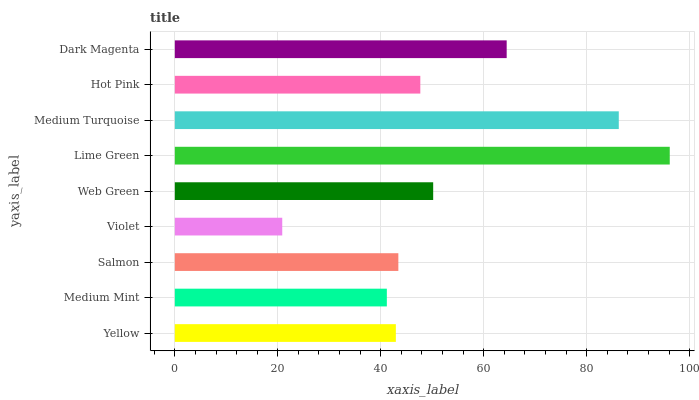 title
Dark Magenta
Hot Pink
Medium Turquoise
Lime Green
Web Green
Violet
Salmon
Medium Mint
Yellow
yaxis_label
0 20 40 60 80 100
xaxis_label